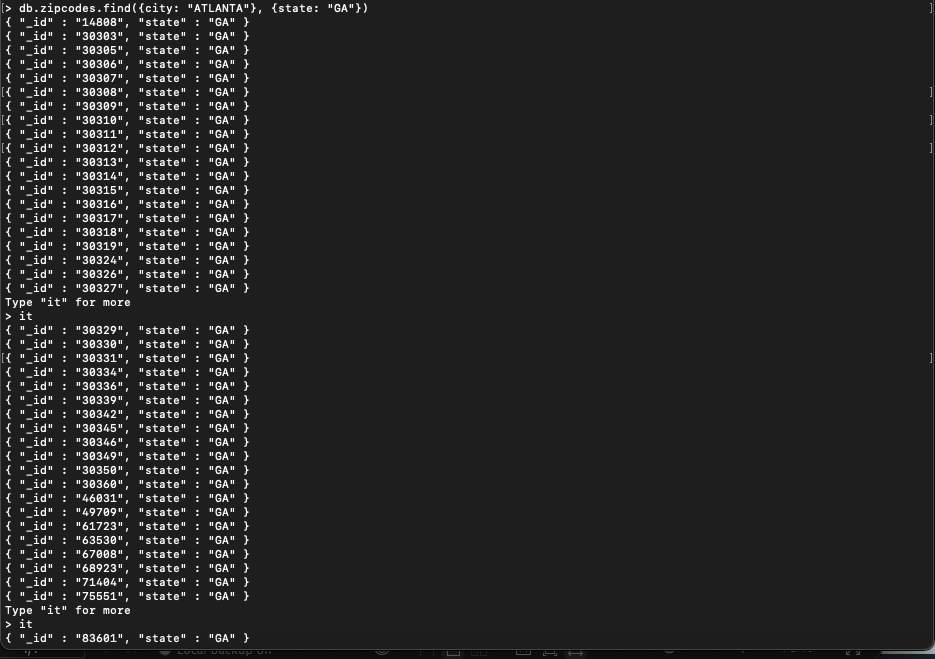 > db.zipcodes.find({city: "ATLANTA"}, {state: "GA"})
{ "_id" : "14808", "state" : "GA" }
{ "_id" : "30303", "state" : "GA" }
{ "_id" : "30305", "state" : "GA" }
{ "_id" : "30306", "state" : "GA" }
{ "_id" : "30307", "state" : "GA" }
{ "_id" : "30308", "state" : "GA" }
{ "_id" : "30309", "state" : "GA" }
{ "_id" : "30310", "state" : "GA" }
{ "_id" : "30311", "state" : "GA" }
{ "_id" : "30312", "state" : "GA" }
{ "_id" : "30313", "state" : "GA" }
{ "_id" : "30314", "state" : "GA" }
{ "_id" : "30315", "state" : "GA" }
{ "_id" : "30316", "state" : "GA" }
{ "_id" : "30317", "state" : "GA" }
{ "_id" : "30318", "state" : "GA" }
{ "_id" : "30319", "state" : "GA" }
{ "_id" : "30324", "state" : "GA" }
{ "_id" : "30326", "state" : "GA" }
{ "_id" : "30327", "state" : "GA" }
Type "it" for more
> it
{ "_id" : "30329", "state" : "GA" }
{ "_id" : "30330", "state" : "GA" }
{ "_id" : "30331", "state" : "GA" }
{ "_id" : "30334", "state" : "GA" }
{ "_id" : "30336", "state" : "GA" }
{ "_id" : "30339", "state" : "GA" }
{ "_id" : "30342", "state" : "GA" }
{ "_id" : "30345", "state" : "GA" }
{ "_id" : "30346", "state" : "GA" }
{ "_id" : "30349", "state" : "GA" }
{ "_id" : "30350", "state" : "GA" }
{ "_id" : "30360", "state" : "GA" }
{ "_id" : "46031", "state" : "GA" }
{ "_id" : "49709", "state" : "GA" }
{ "_id" : "61723", "state" : "GA" }
{ "_id" : "63530", "state" : "GA" }
{ "_id" : "67008", "state" : "GA" }
{ "_id" : "68923", "state" : "GA" }
{ "_id" : "71404", "state" : "GA" }
{ "_id" : "75551", "state" : "GA" }
Type "it" for more
> it
{ "_id" : "83601", "state" : "GA" }
Local backup on